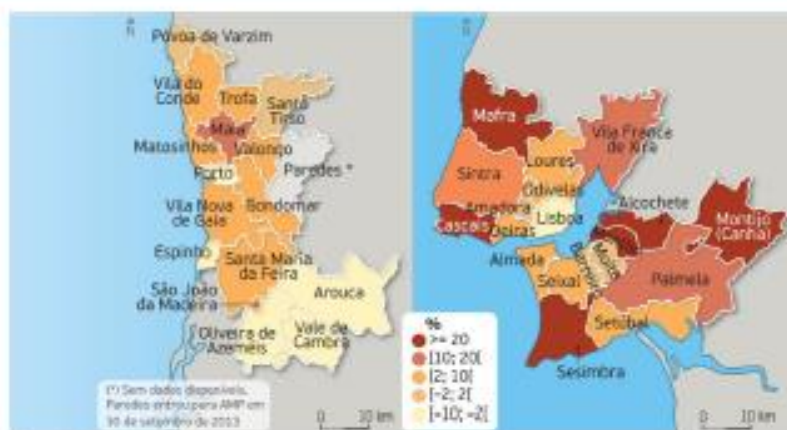 N
Póvoa de Varzim
Vila do
Conde
Trofa
Santo
Tirso
Maia
Matosinhos
Valongo
Paredes *
Porto
Vila Nova
de Gaia
Gondomar
Espinho
Santa Maria
da Feira
São João
da Madeira
Arouca
Oliveira de
Azeméis
Vale de
Cambra
(*) Sem dados disponíveis.
Paredes entrou para AMP em
30 de setembro de 2013
0 10 km
N
Mafra
Vila Franca
de Xira
Loures
Sintra
Odivelas
Amadora
Lisboa
Alcochete
Montijo
(Canha)
Cascais
Oeiras
Almada
Barreiro
Moita
Palmela
Seixal
Setúbal
Sesimbra
%
>= 20
[10; 20[
[2; 10[
[-2; 2[
[-10; -2[
0 10 km